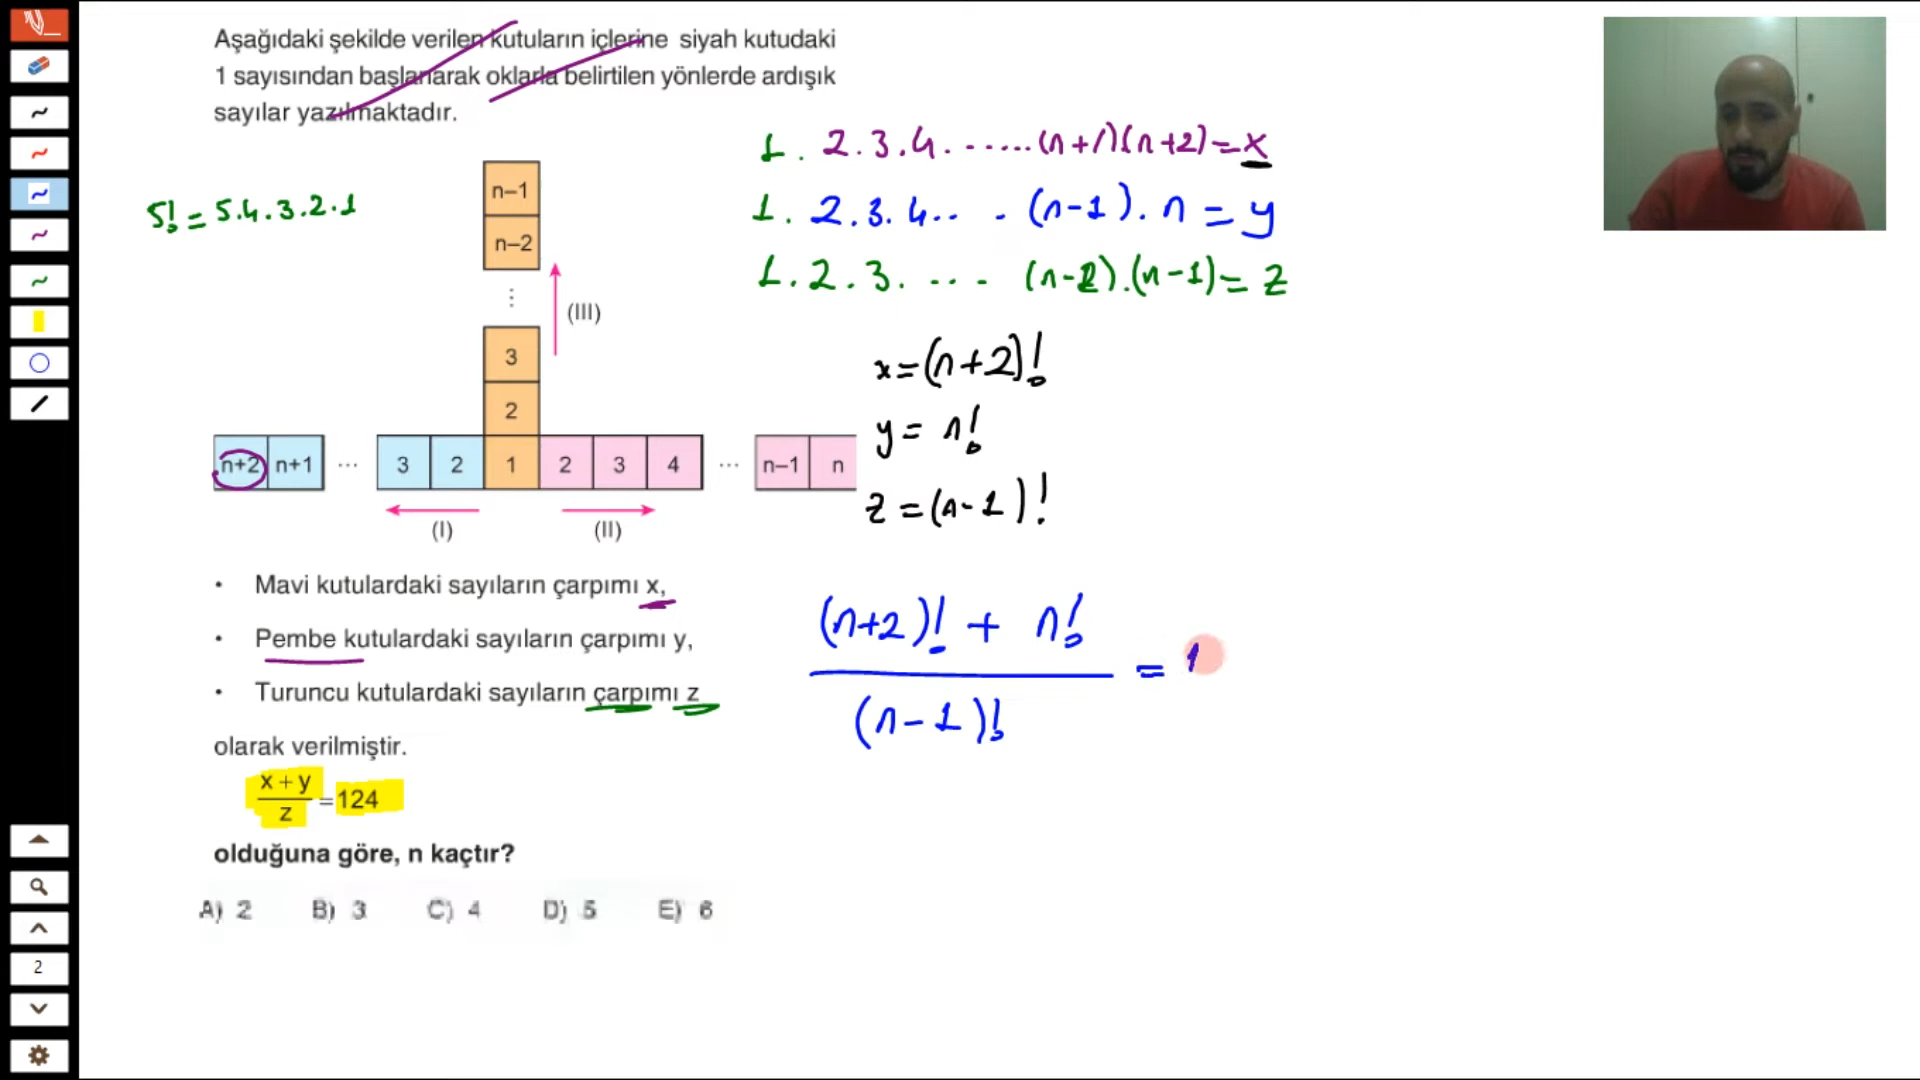 Aşağıdaki şekilde verilen kutuların içlerine siyah kutudaki
1 sayısından başlanarak oklarla belirtilen yönlerde ardışık
sayılar yazılmaktadır.
1. 2.3.4. ......(n+1)(n+2)=x
5! = 5.4.3.2.1
1. 2.3.4.. . (n-1). n = y
1.2.3. ... . (n-2).(n-1)= z
n–1
n–2
⋮
(III)
3
2
x=(n+2)!
y= n!
z =(n-1)!
n+2 n+1 ... 3 2 1 2 3 4 ... n–1 n
(I) (II)
• Mavi kutulardaki sayıların çarpımı x,
• Pembe kutulardaki sayıların çarpımı y,
• Turuncu kutulardaki sayıların çarpımı z
olarak verilmiştir.
(n+2)! + n!
= 1
(n-1)!
x + y
= 124
z
olduğuna göre, n kaçtır?
A) 2 B) 3 C) 4 D) 5 E) 6
2